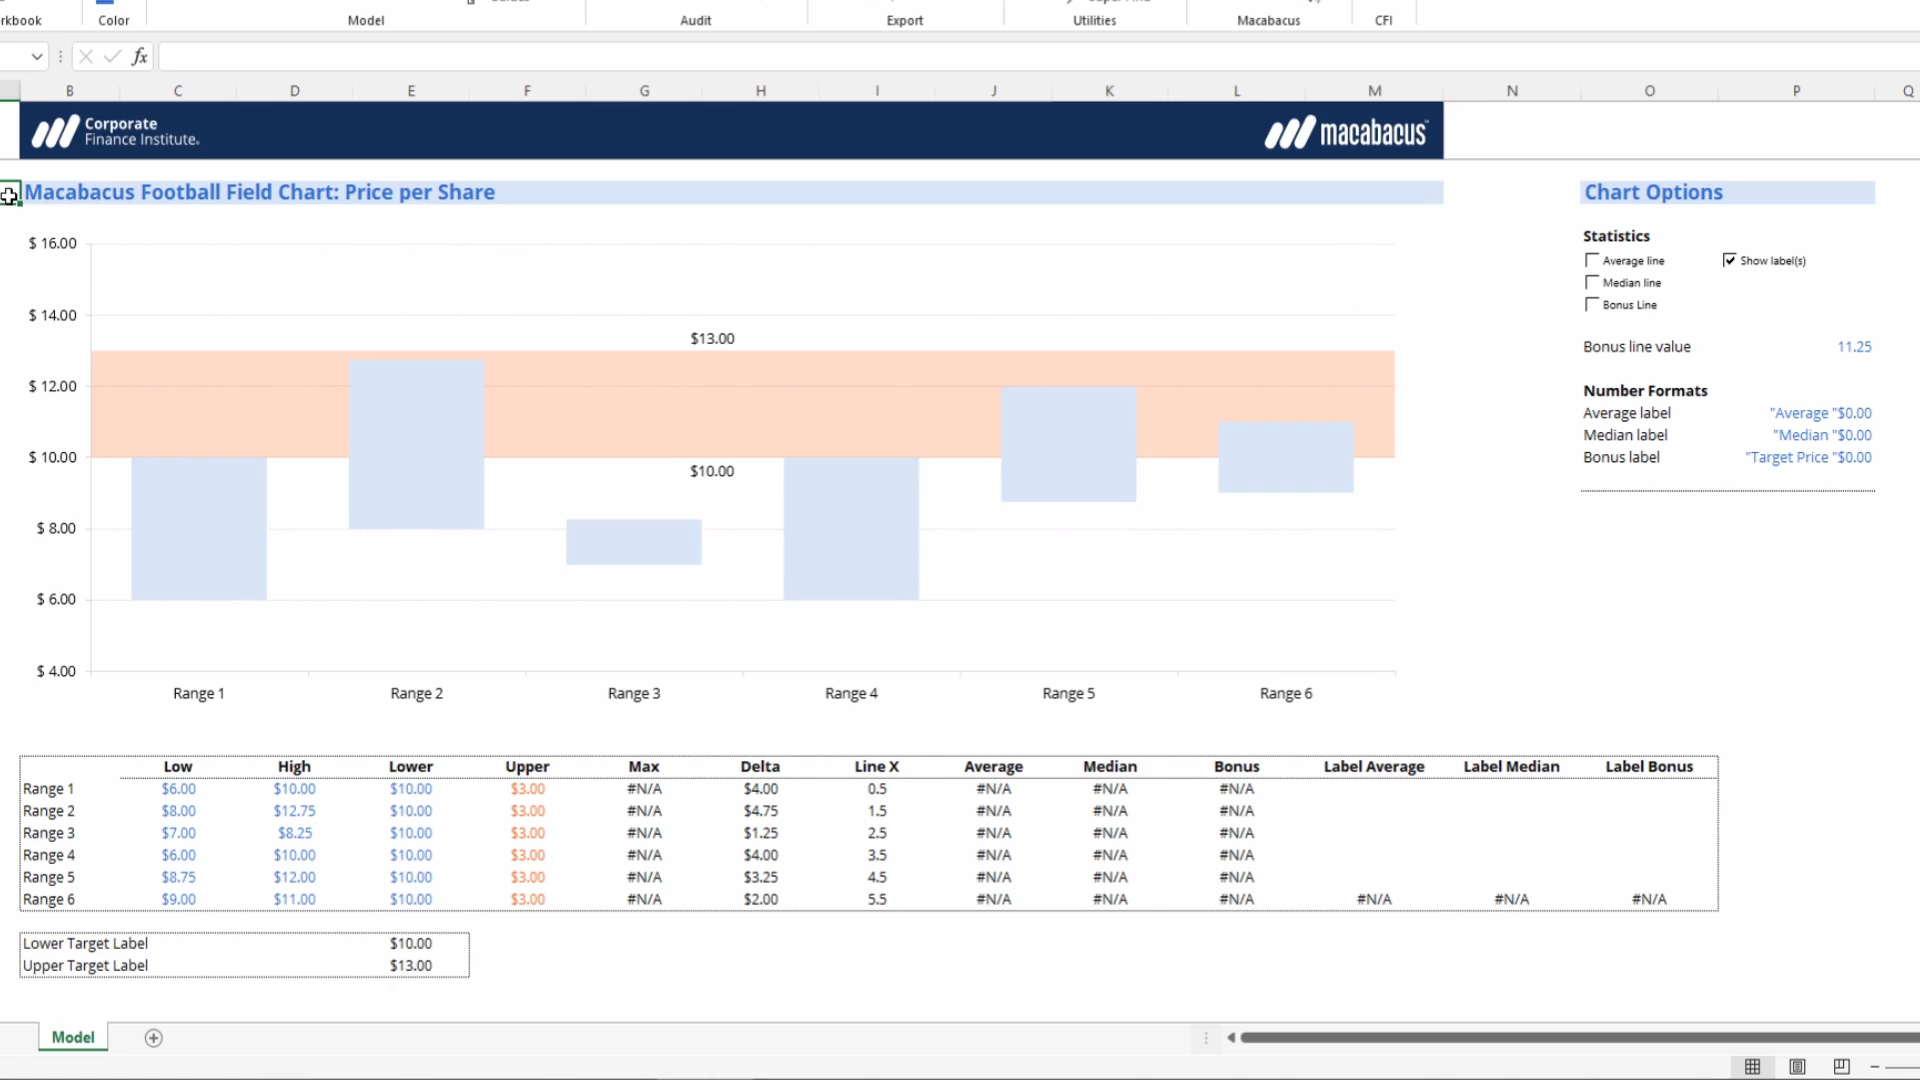 rkbook Color Model Audit Export Utilities Macabacus CFI
fx
B C D E F G H I J K L M N O P Q
Corporate
Finance Institute®
macabacus™
Macabacus Football Field Chart: Price per Share
Chart Options
$ 16.00
$ 14.00
$ 12.00
$ 10.00
$ 8.00
$ 6.00
$ 4.00
$13.00
$10.00
Range 1 Range 2 Range 3 Range 4 Range 5 Range 6
Statistics
Average line Show label(s)
Median line
Bonus Line
Bonus line value 11.25
Number Formats
Average label "Average "$0.00
Median label "Median "$0.00
Bonus label "Target Price "$0.00
Low High Lower Upper Max Delta Line X Average Median Bonus Label Average Label Median Label Bonus
Range 1 $6.00 $10.00 $10.00 $3.00 #N/A $4.00 0.5 #N/A #N/A #N/A
Range 2 $8.00 $12.75 $10.00 $3.00 #N/A $4.75 1.5 #N/A #N/A #N/A
Range 3 $7.00 $8.25 $10.00 $3.00 #N/A $1.25 2.5 #N/A #N/A #N/A
Range 4 $6.00 $10.00 $10.00 $3.00 #N/A $4.00 3.5 #N/A #N/A #N/A
Range 5 $8.75 $12.00 $10.00 $3.00 #N/A $3.25 4.5 #N/A #N/A #N/A
Range 6 $9.00 $11.00 $10.00 $3.00 #N/A $2.00 5.5 #N/A #N/A #N/A #N/A #N/A #N/A
Lower Target Label $10.00
Upper Target Label $13.00
Model